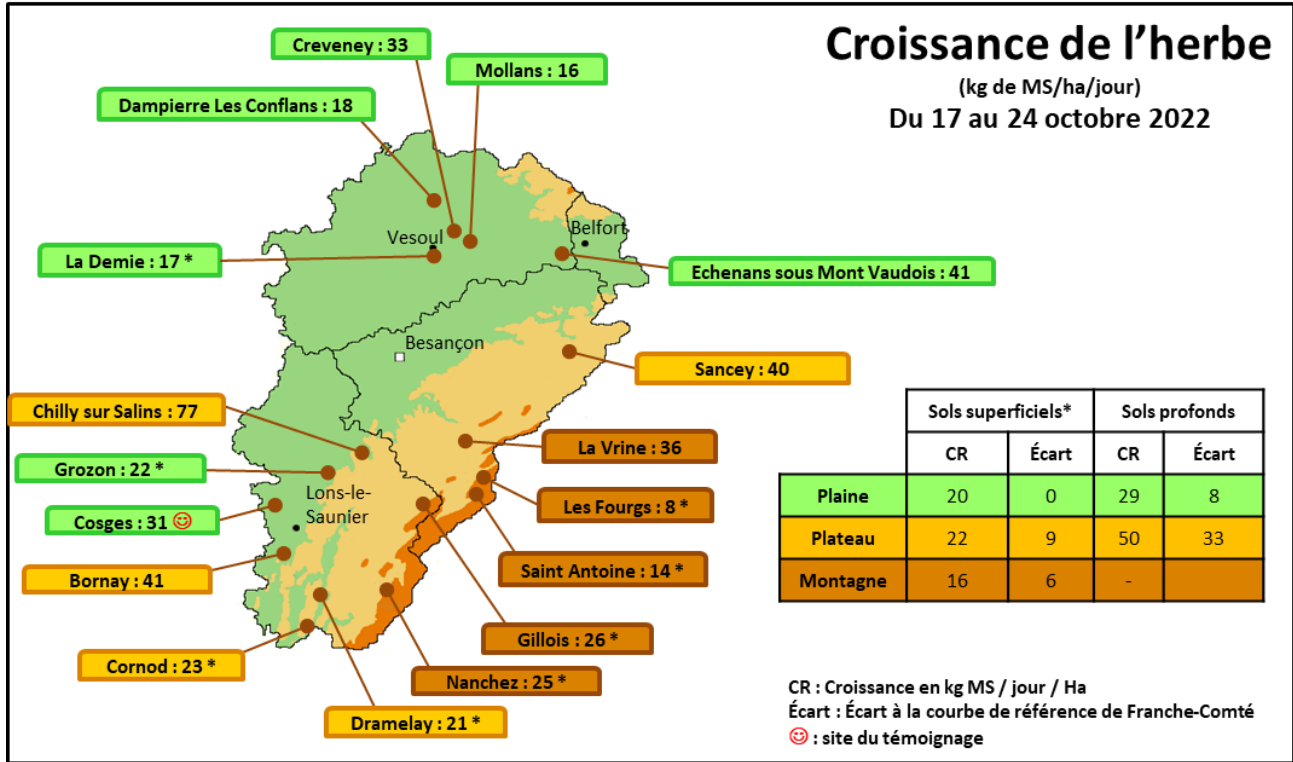 Croissance de l’herbe
(kg de MS/ha/jour)
Du 17 au 24 octobre 2022
Creveney : 33
Mollans : 16
Dampierre Les Conflans : 18
Vesoul
Belfort
La Demie : 17 *
Echenans sous Mont Vaudois : 41
Besançon
Sancey : 40
Chilly sur Salins : 77
La Vrine : 36
Grozon : 22 *
Lons-le-
Saunier
Les Fourgs : 8 *
Cosges : 31
Saint Antoine : 14 *
Bornay : 41
Gillois : 26 *
Cornod : 23 *
Nanchez : 25 *
Dramelay : 21 *
Sols superficiels* Sols profonds
CR Écart CR Écart
Plaine 20 0 29 8
Plateau 22 9 50 33
Montagne 16 6 -
CR : Croissance en kg MS / jour / Ha
Écart : Écart à la courbe de référence de Franche-Comté
: site du témoignage